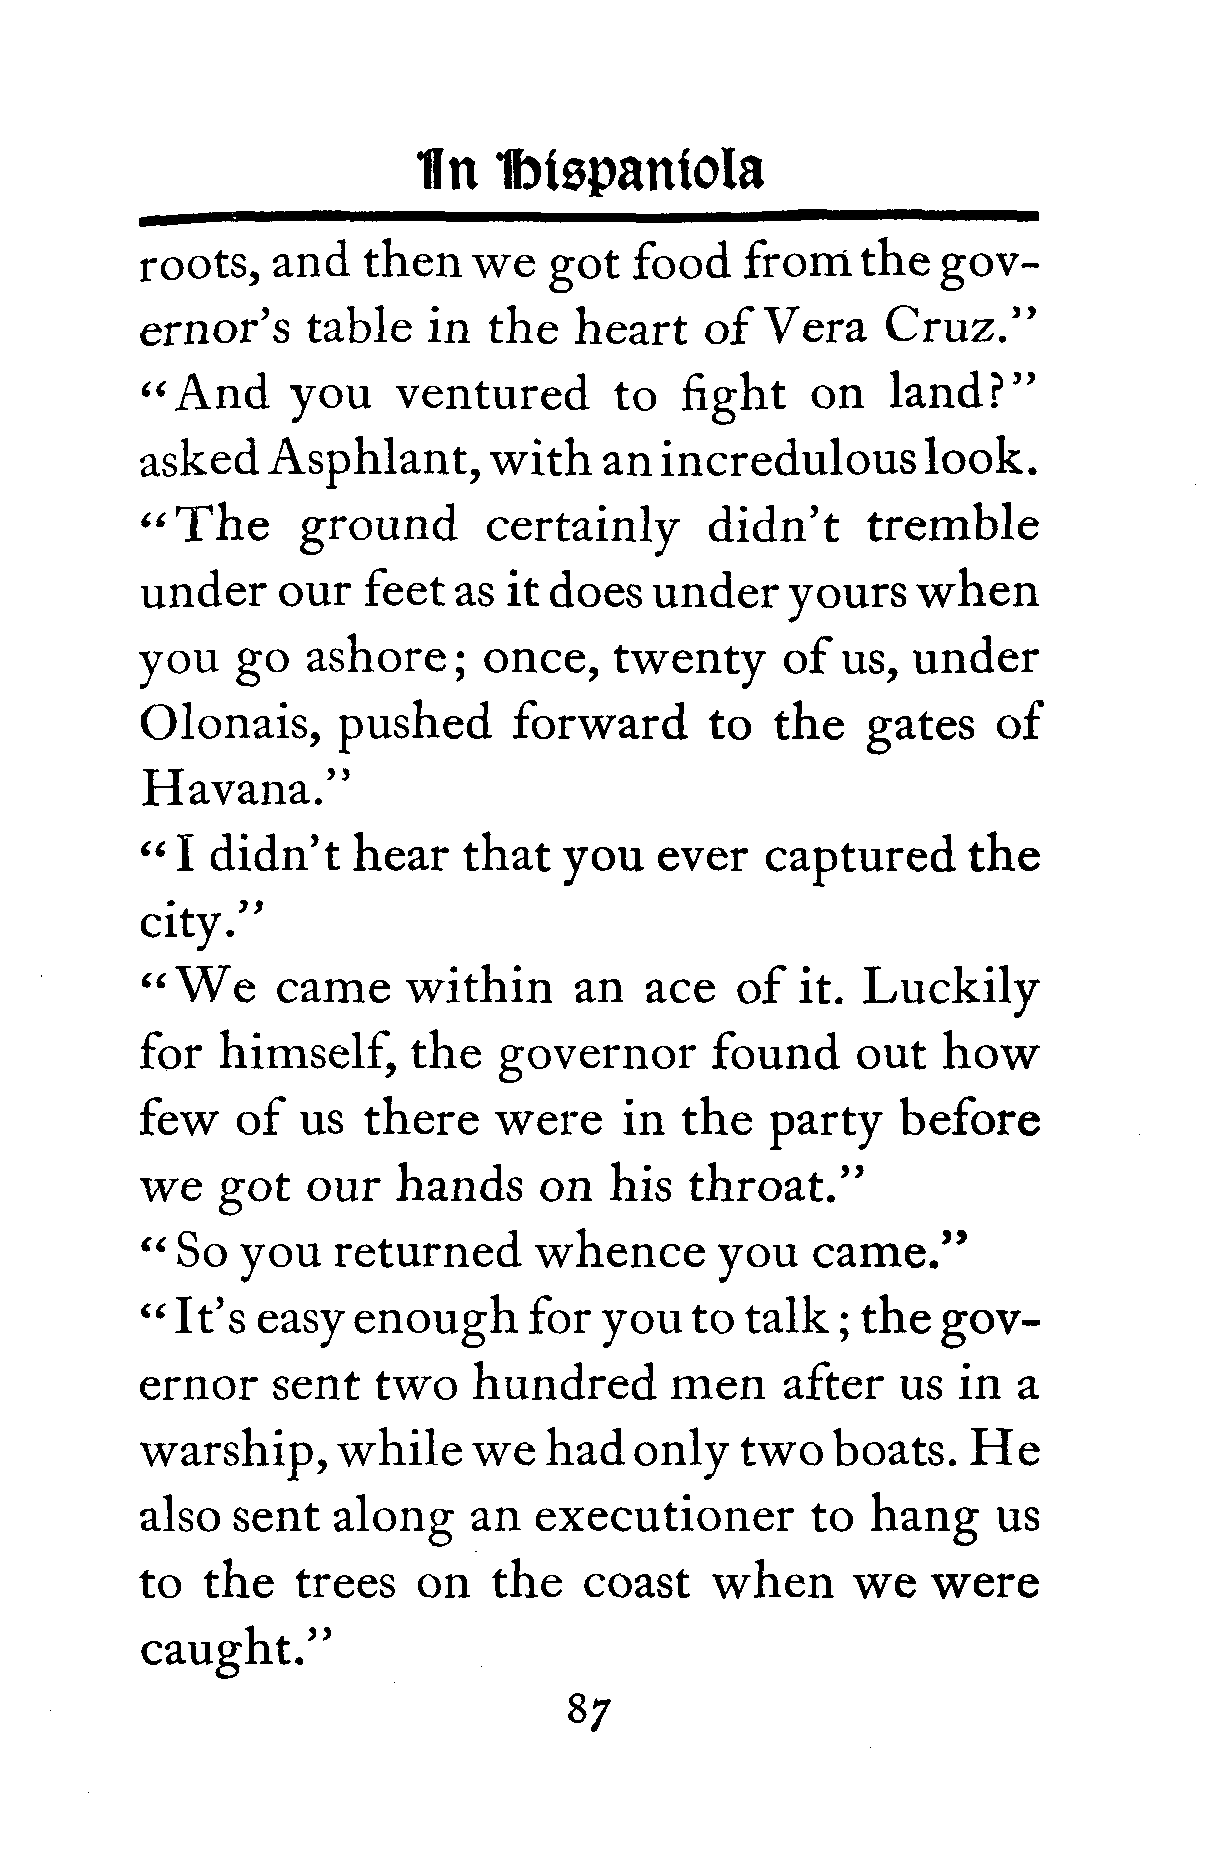 In Hispaniola
roots, and then we got food from the gov-
ernor's table in the heart of Vera Cruz."
"And you ventured to fight on land?"
asked Asphlant, with an incredulous look.
"The ground certainly didn't tremble
under our feet as it does under yours when
you go ashore; once, twenty of us, under
Olonais, pushed forward to the gates of
Havana."
"I didn't hear that you ever captured the
city."
"We came within an ace of it. Luckily
for himself, the governor found out how
few of us there were in the party before
we got our hands on his throat."
"So you returned whence you came."
"It's easy enough for you to talk; the gov-
ernor sent two hundred men after us in a
warship, while we had only two boats. He
also sent along an executioner to hang us
to the trees on the coast when we were
caught."
87